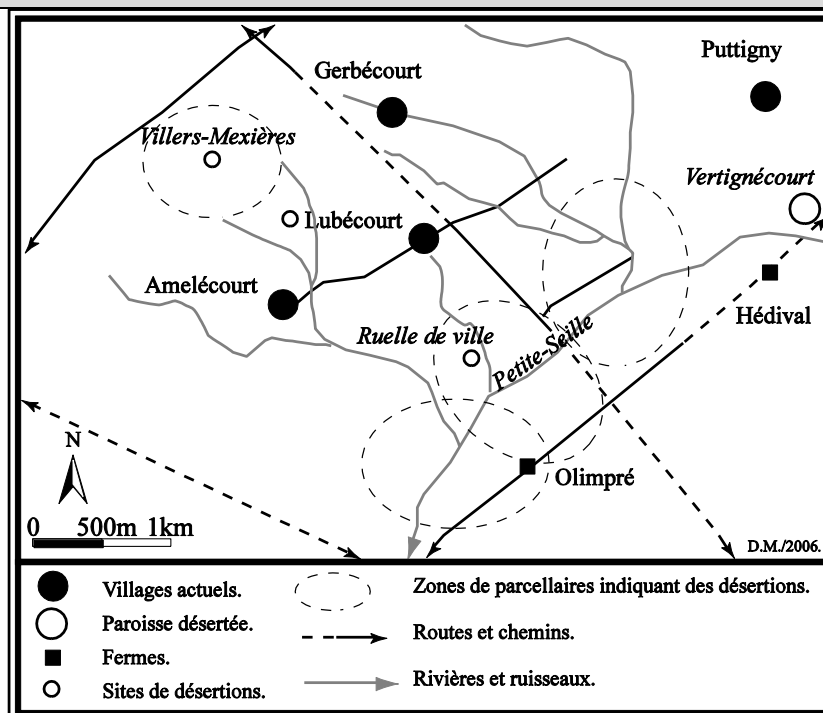 Puttigny
Gerbécourt
Villers-Mexières
Vertignécourt
Lubécourt
Amelécourt
Hédival
Ruelle de ville
Petite-Seille
Olimpré
N
0 500m 1km
D.M./2006.
Villages actuels.
Paroisse désertée.
Fermes.
Sites de désertions.
Zones de parcellaires indiquant des désertions.
Routes et chemins.
Rivières et ruisseaux.